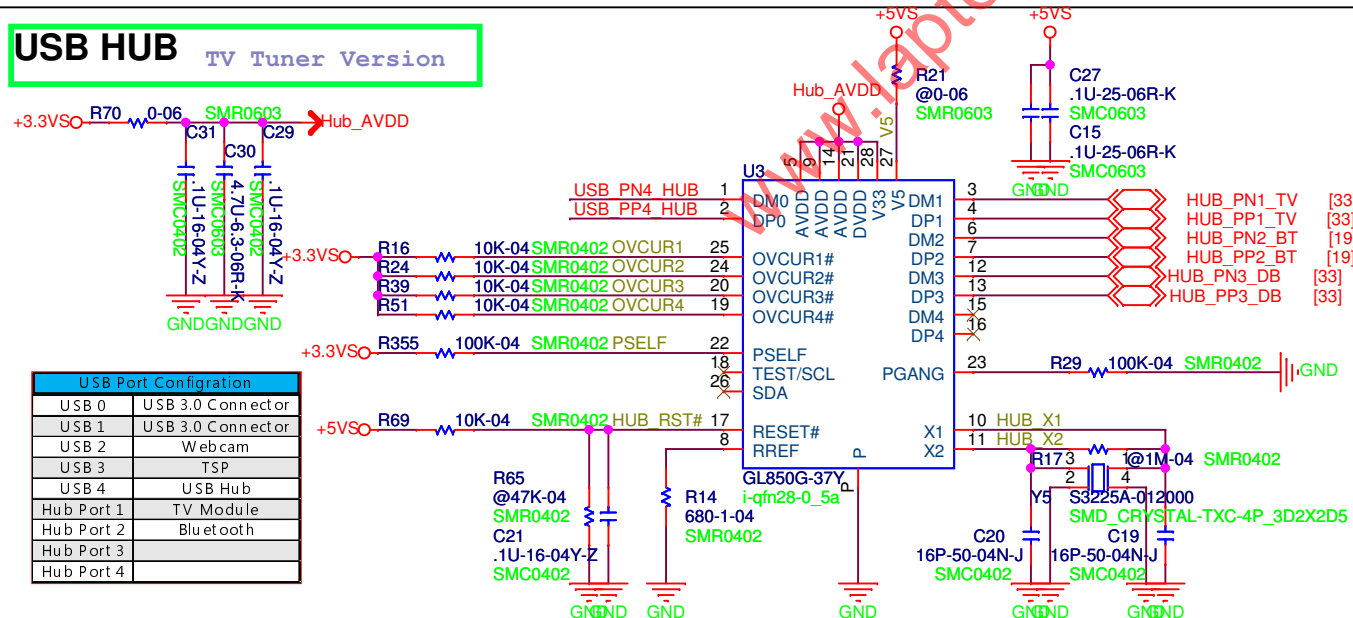 USB HUB TV Tuner Version
+3.3VS R70 0-06 SMR0603 Hub_AVDD
C31 C30 C29
.1U-16-04Y-Z
SMC0402
4.7U-6.3-06R-K
SMC0603
.1U-16-04Y-Z
SMC0402
GND GND GND
+5VS
R21
@0-06
SMR0603
V5
Hub_AVDD
+5VS
C27
.1U-25-06R-K
SMC0603
C15
.1U-25-06R-K
SMC0603
GND GND
www.lapto
U3
5 9 14 21 28 27
AVDD AVDD AVDD DVDD V33 V5
USB_PN4_HUB 1 DM0
USB_PP4_HUB 2 DP0
+3.3VS
R16 10K-04 SMR0402 OVCUR1 25 OVCUR1#
R24 10K-04 SMR0402 OVCUR2 24 OVCUR2#
R39 10K-04 SMR0402 OVCUR3 20 OVCUR3#
R51 10K-04 SMR0402 OVCUR4 19 OVCUR4#
+3.3VS R355 100K-04 SMR0402 PSELF 22 PSELF
18 TEST/SCL
26 SDA
+5VS R69 10K-04 SMR0402 HUB_RST# 17 RESET#
8 RREF
DM1 3 HUB_PN1_TV [33
DP1 4 HUB_PP1_TV [33]
DM2 6 HUB_PN2_BT [19
DP2 7 HUB_PP2_BT [19]
DM3 12 HUB_PN3_DB [33]
DP3 13 HUB_PP3_DB [33]
DM4 15
DP4 16
PGANG 23 R29 100K-04 SMR0402 GND
X1 10 HUB_X1
X2 11 HUB_X2
P
P
GL850G-37Y
i-qfn28-0_5a
GND
R65
@47K-04
SMR0402
C21
.1U-16-04Y-Z
SMC0402
GND GND
R14
680-1-04
SMR0402
GND
R17 @1M-04 SMR0402
3 1
2 4
Y5 S3225A-012000
SMD_CRYSTAL-TXC-4P_3D2X2D5
C20
16P-50-04N-J
SMC0402
C19
16P-50-04N-J
SMC0402
GND GND GND GND
USB Port Configration
USB 0 USB 3.0 Connector
USB 1 USB 3.0 Connector
USB 2 Webcam
USB 3 TSP
USB 4 USB Hub
Hub Port 1 TV Module
Hub Port 2 Bluetooth
Hub Port 3
Hub Port 4